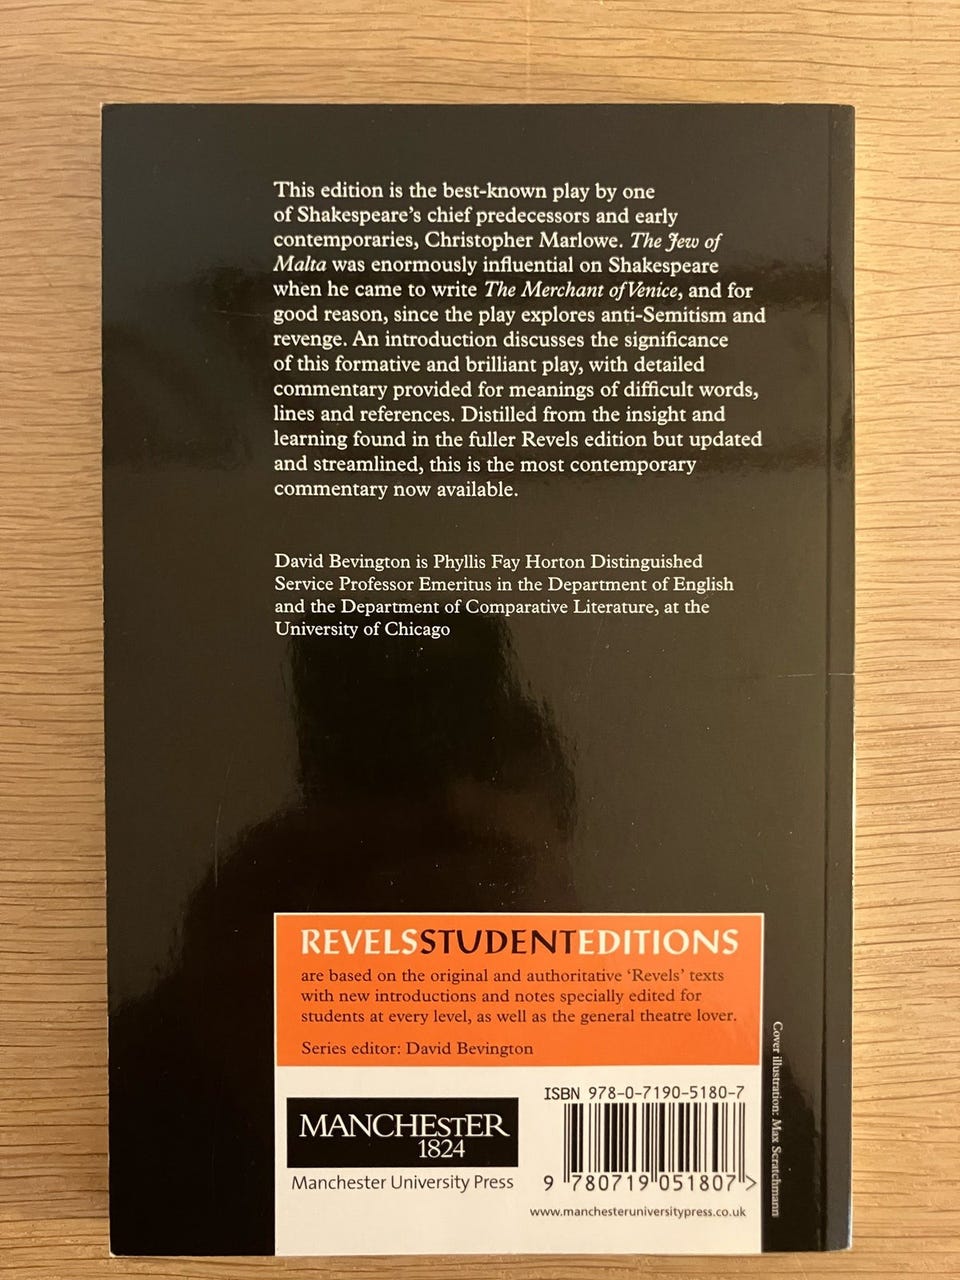 This edition is the best-known play by one
of Shakespeare's chief predecessors and early
contemporaries, Christopher Marlowe. The Jew of
Malta was enormously influential on Shakespeare
when he came to write The Merchant of Venice, and for
good reason, since the play explores anti-Semitism and
revenge. An introduction discusses the significance
of this formative and brilliant play, with detailed
commentary provided for meanings of difficult words,
lines and references. Distilled from the insight and
learning found in the fuller Revels edition but updated
and streamlined, this is the most contemporary
commentary now available.
David Bevington is Phyllis Fay Horton Distinguished
Service Professor Emeritus in the Department of English
and the Department of Comparative Literature, at the
University of Chicago
REVELSSTUDENTEDITIONS
are based on the original and authoritative ‘Revels’ texts
with new introductions and notes specially edited for
students at every level, as well as the general theatre lover.
Series editor: David Bevington
MANCHESTER
1824
Manchester University Press
ISBN 978-0-7190-5180-7
9 780719 051807 >
www.manchesteruniversitypress.co.uk
Cover illustration: Max Scratchmann